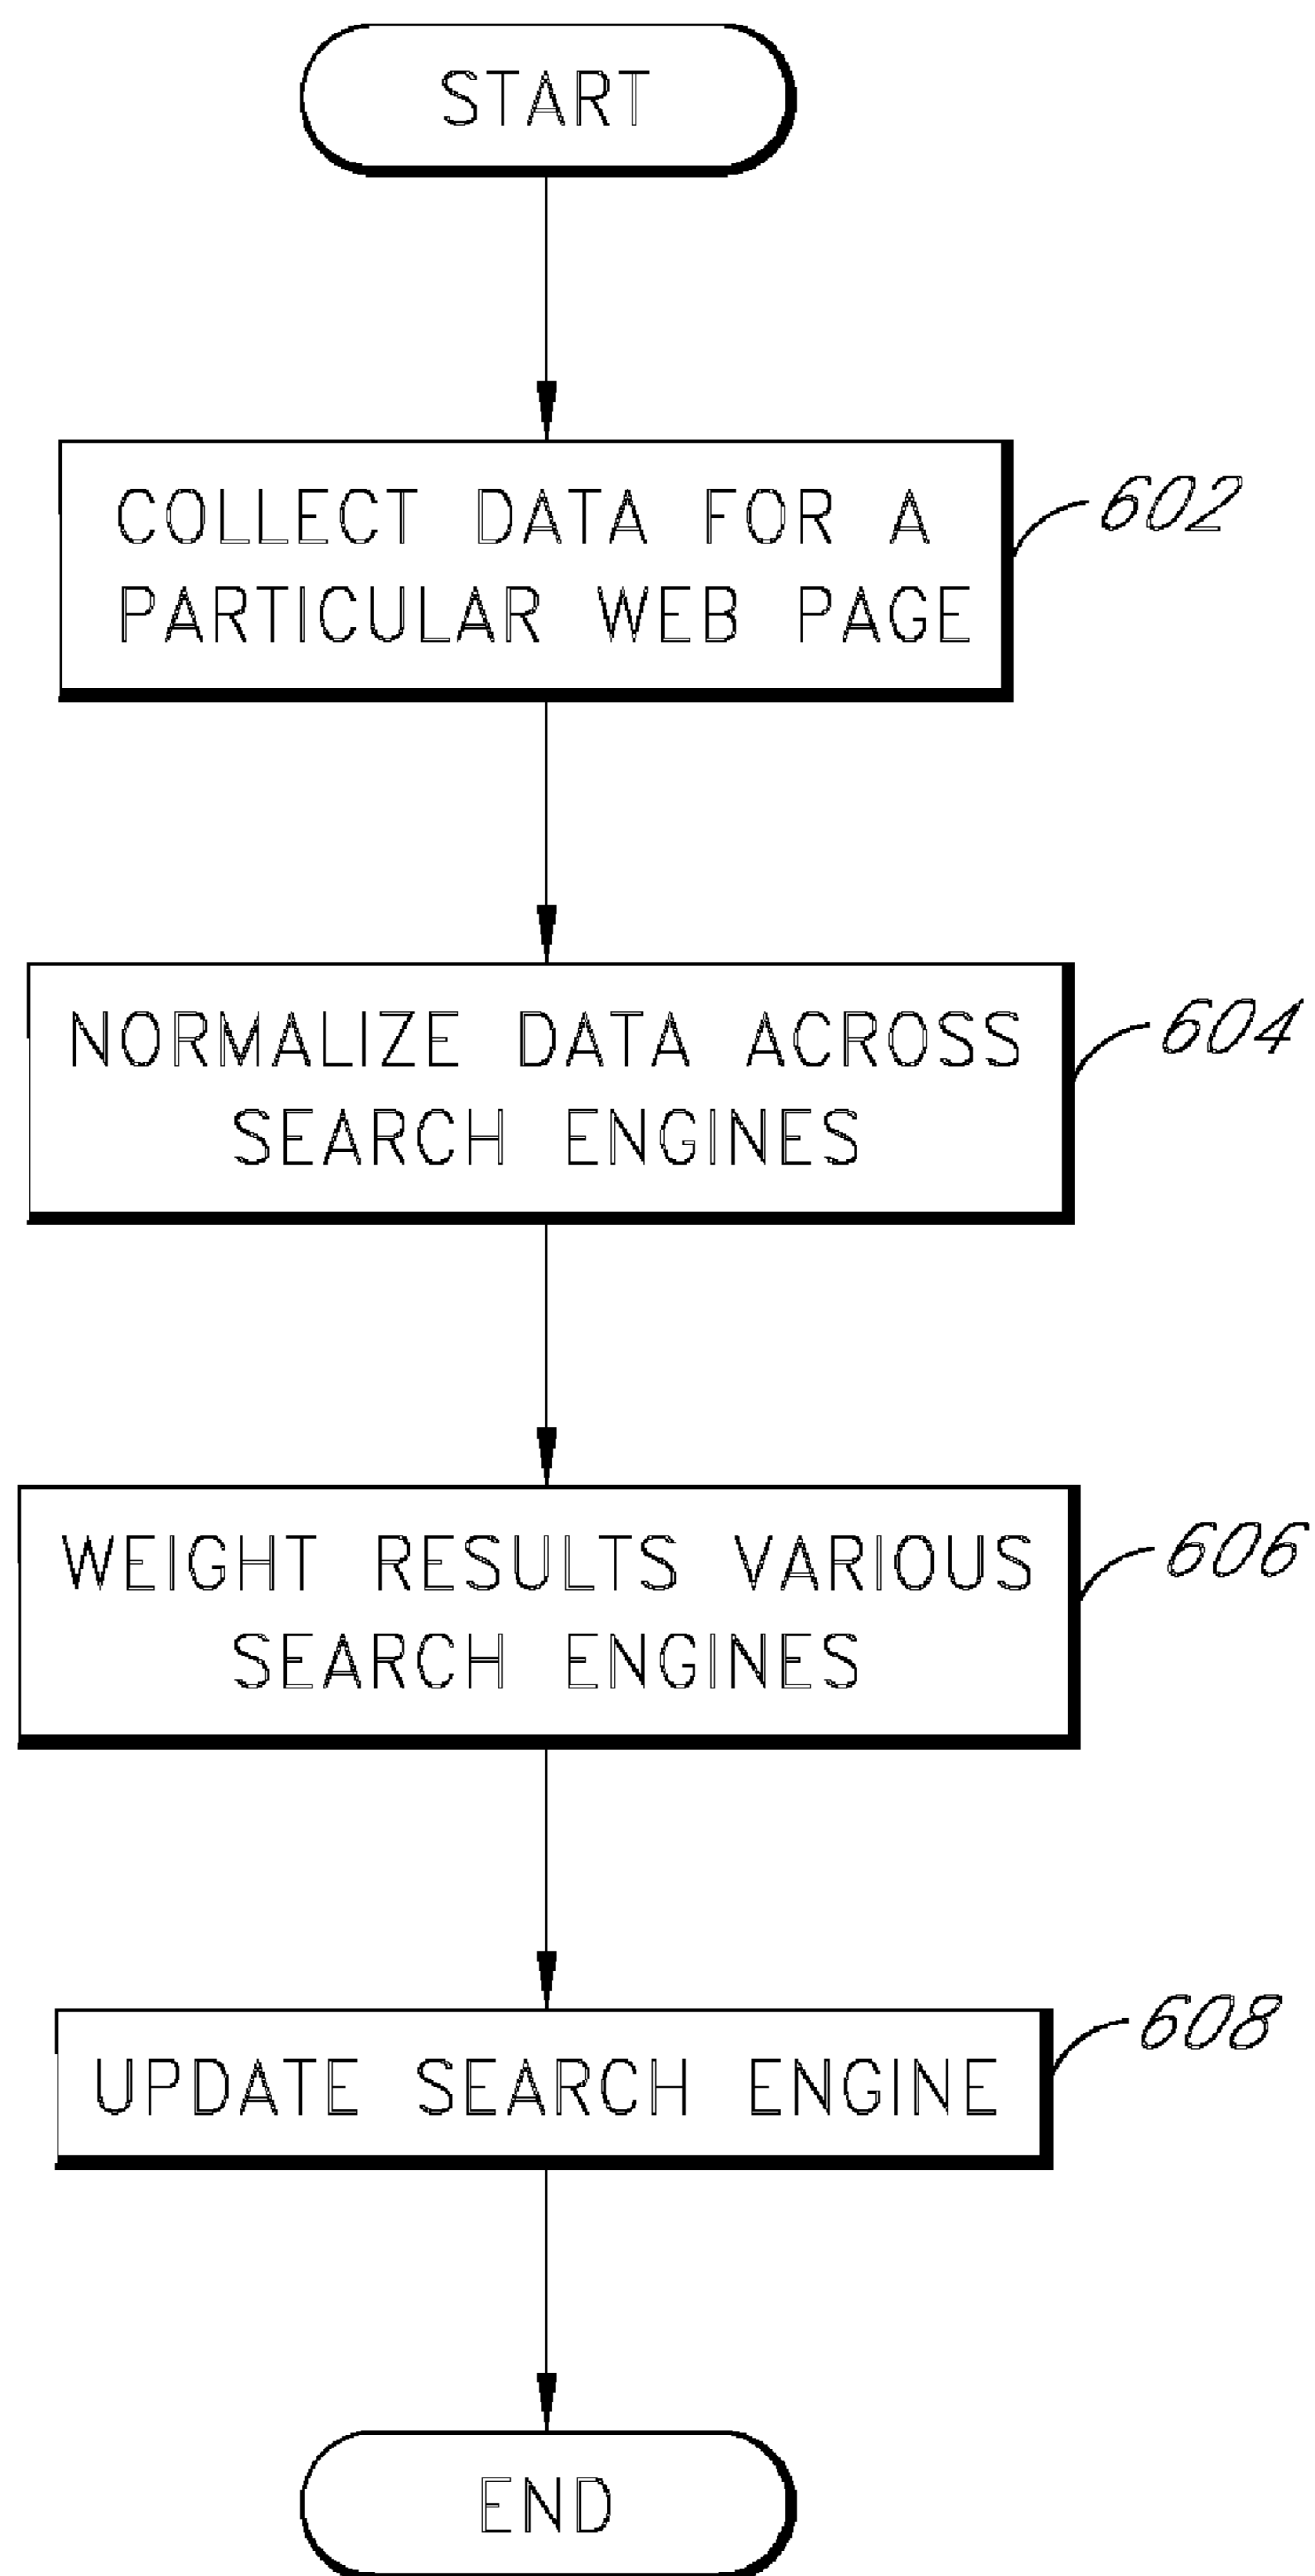 START
COLLECT DATA FOR A
PARTICULAR WEB PAGE
602
NORMALIZE DATA ACROSS
SEARCH ENGINES
604
WEIGHT RESULTS VARIOUS
SEARCH ENGINES
606
UPDATE SEARCH ENGINE
608
END